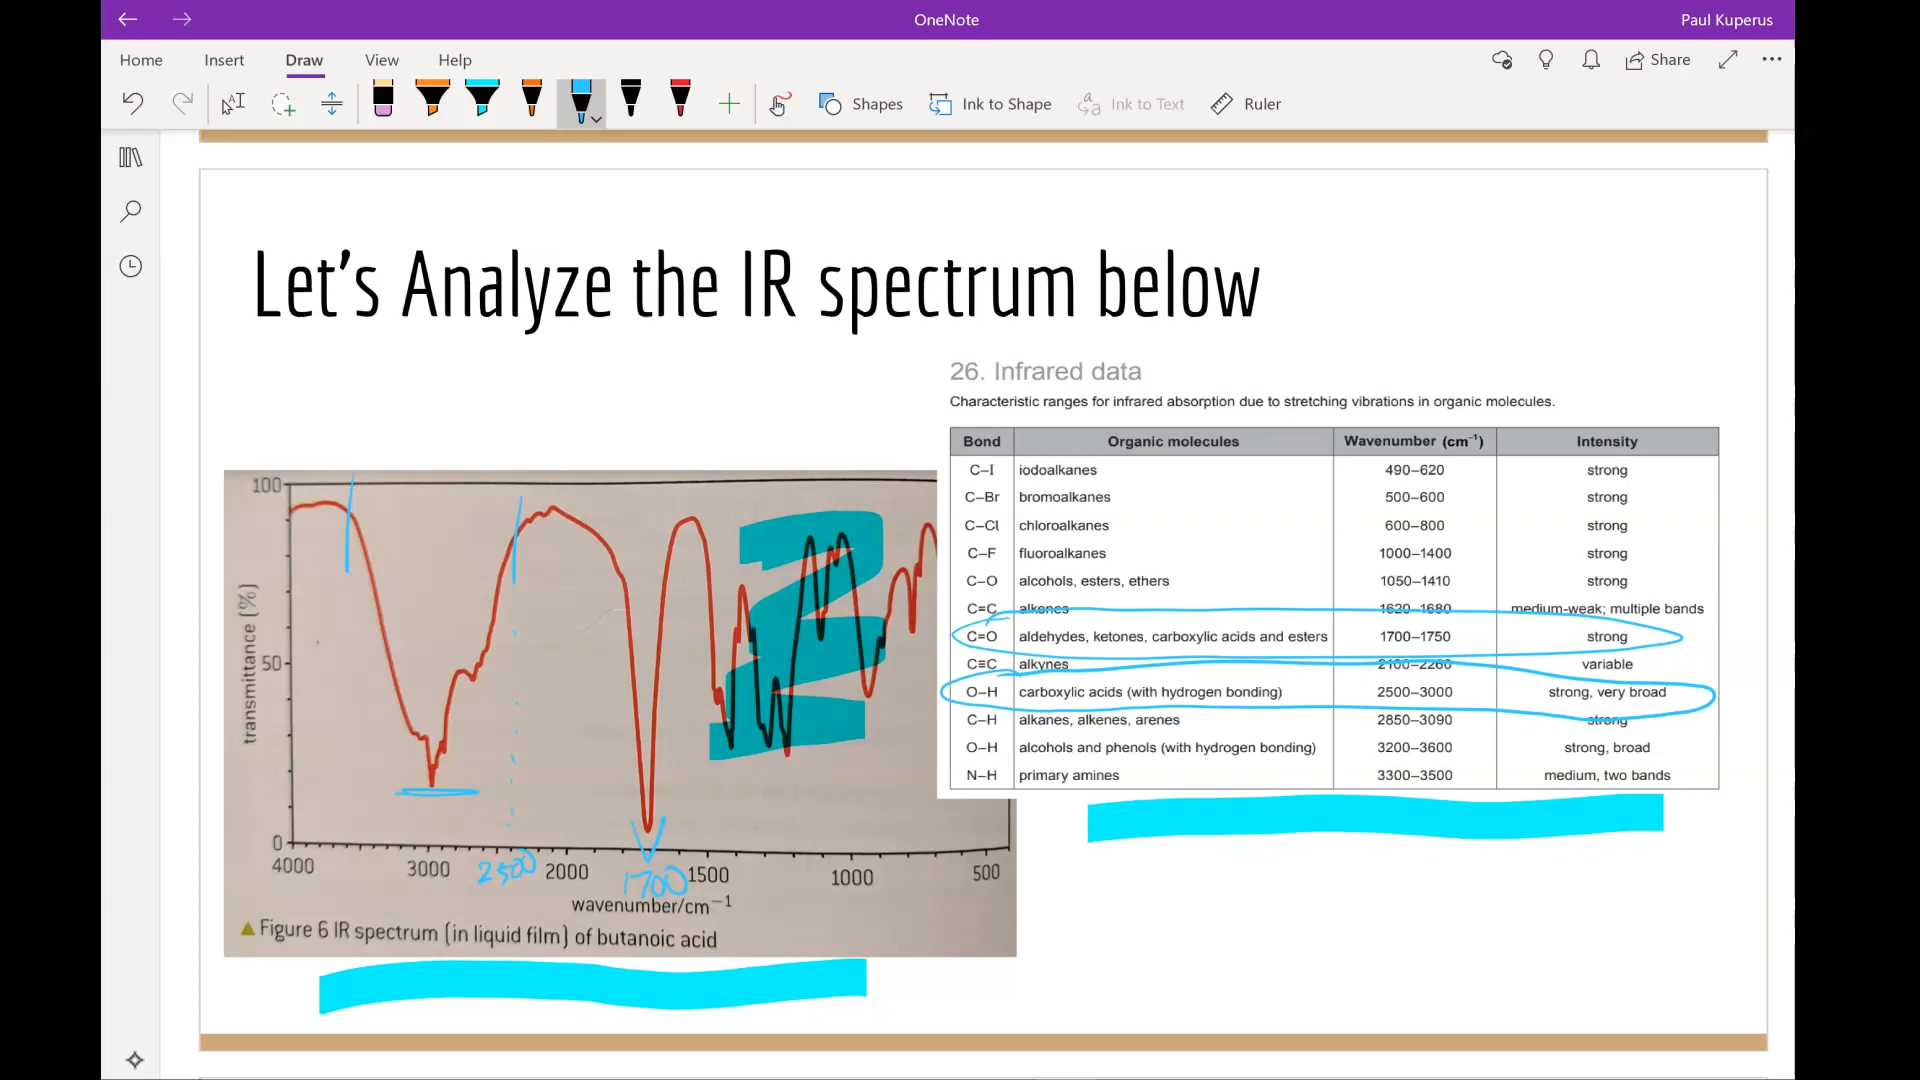 OneNote
Paul Kuperus
Home Insert Draw View Help
Share
Shapes Ink to Shape Ink to Text Ruler
Let's Analyze the IR spectrum below
26. Infrared data
Characteristic ranges for infrared absorption due to stretching vibrations in organic molecules.
Bond Organic molecules Wavenumber (cm⁻¹) Intensity
C–I iodoalkanes 490–620 strong
C–Br bromoalkanes 500–600 strong
C–Cl chloroalkanes 600–800 strong
C–F fluoroalkanes 1000–1400 strong
C–O alcohols, esters, ethers 1050–1410 strong
C=C alkenes 1620–1680 medium-weak; multiple bands
C=O aldehydes, ketones, carboxylic acids and esters 1700–1750 strong
C≡C alkynes 2100–2260 variable
O–H carboxylic acids (with hydrogen bonding) 2500–3000 strong, very broad
C–H alkanes, alkenes, arenes 2850–3090 strong
O–H alcohols and phenols (with hydrogen bonding) 3200–3600 strong, broad
N–H primary amines 3300–3500 medium, two bands
100
50
0
transmittance (%)
4000 3000 2500 2000 1700 1500 1000 500
wavenumber/cm⁻¹
▲ Figure 6 IR spectrum (in liquid film) of butanoic acid